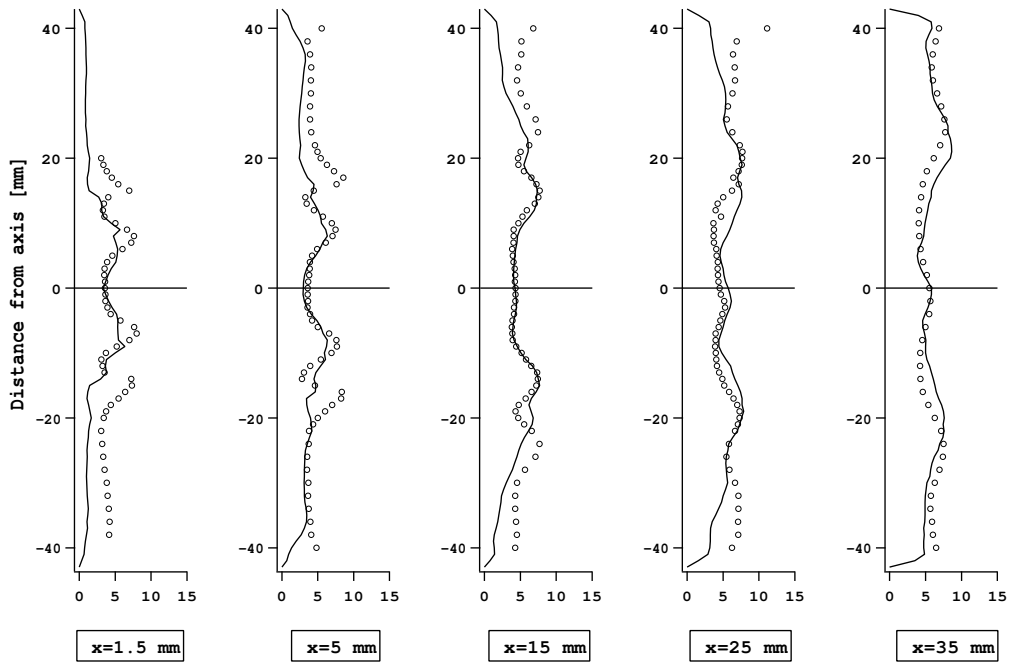 Distance from axis [mm]
40 40 40 40 40
20 20 20 20 20
0 0 0 0 0
-20 -20 -20 -20 -20
-40 -40 -40 -40 -40
0 5 10 15 0 5 10 15 0 5 10 15 0 5 10 15 0 5 10 15
x=1.5 mm x=5 mm x=15 mm x=25 mm x=35 mm